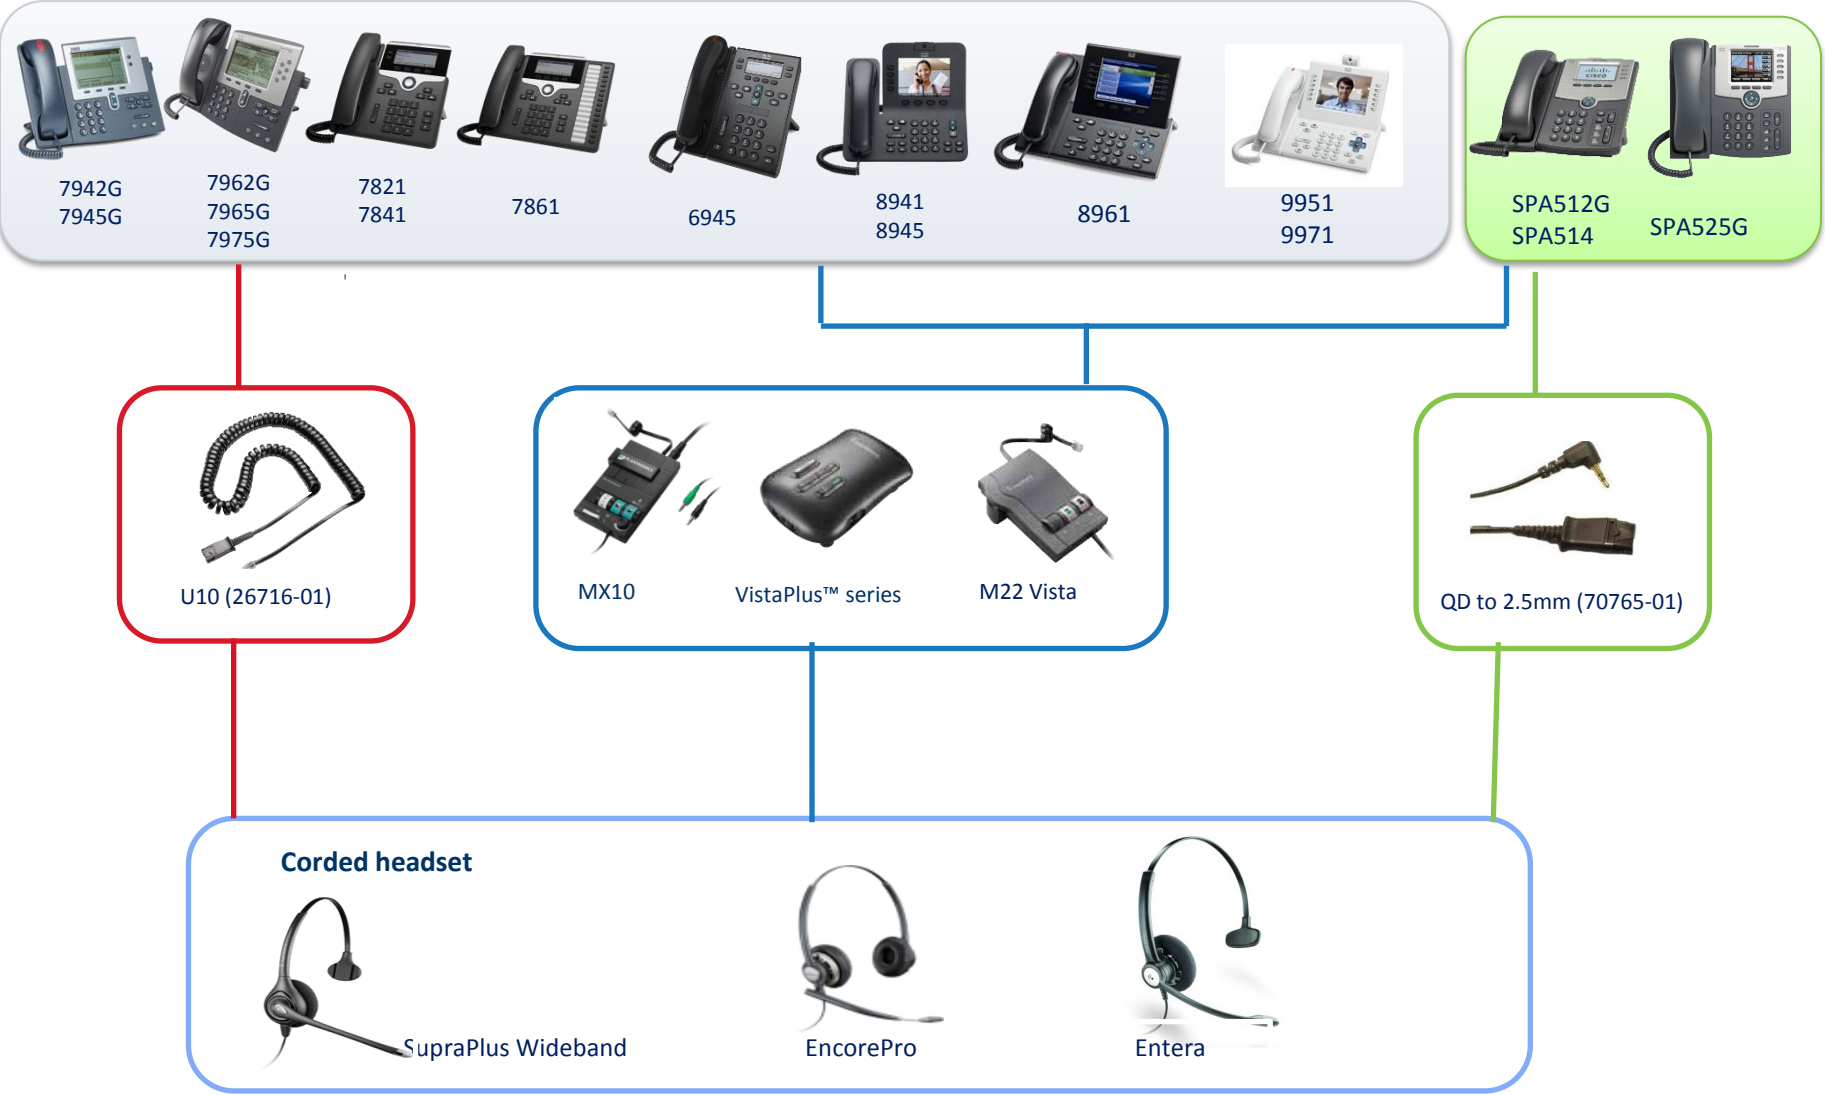 7942G
7945G
7962G
7965G
7975G
7821
7841
7861
6945
8941
8945
8961
9951
9971
SPA512G
SPA514
SPA525G
U10 (26716-01)
MX10
VistaPlus™ series
M22 Vista
QD to 2.5mm (70765-01)
Corded headset
SupraPlus Wideband
EncorePro
Entera